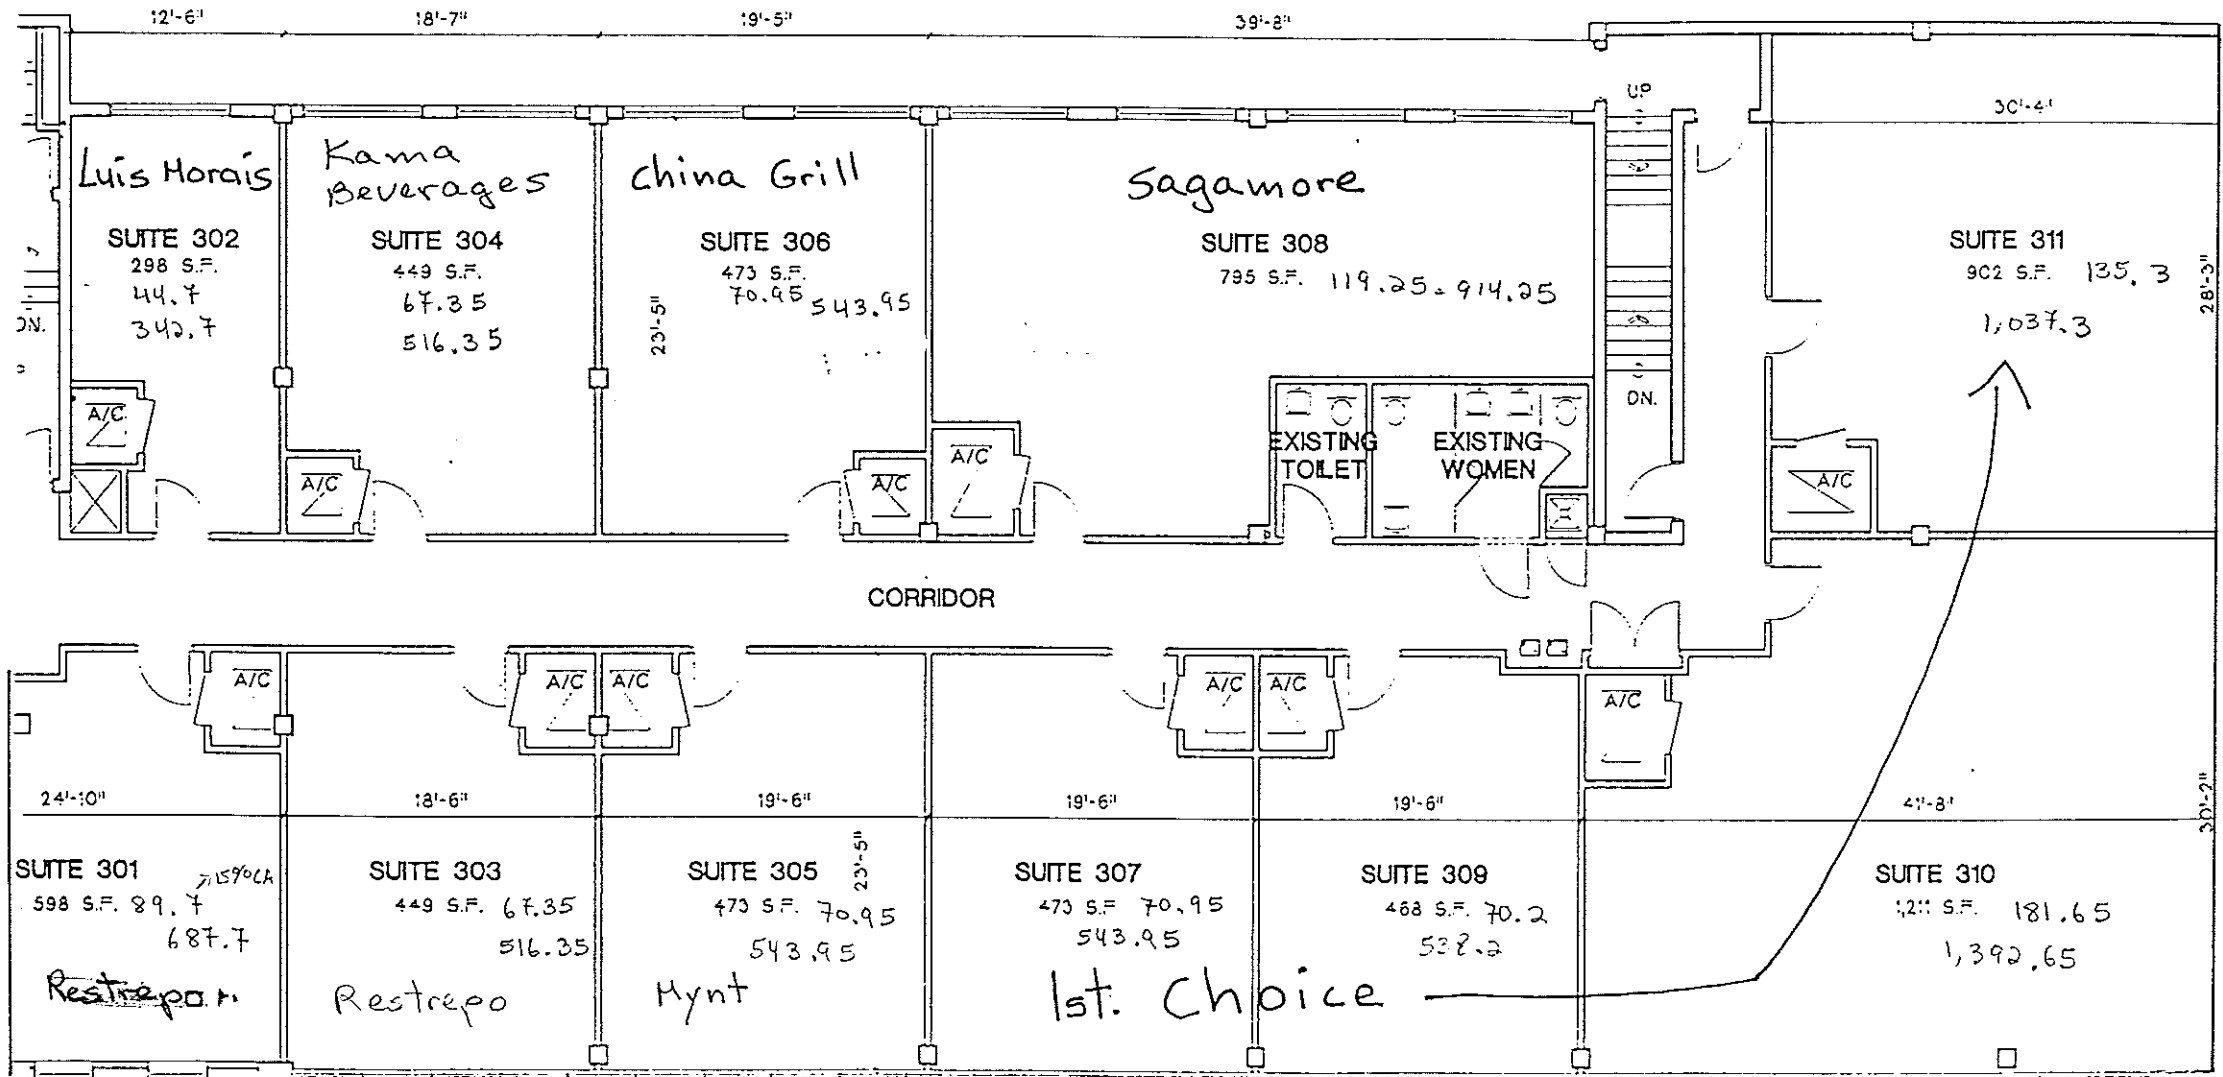 12'-6"
18'-7"
19'-5"
39'-8"
UP
30'-4"
Luis Morais
SUITE 302
298 S.F.
44.7
342.7
Kama
Beverages
SUITE 304
449 S.F.
67.35
516.35
China Grill
SUITE 306
473 S.F.
70.95
543.95
23'-5"
Sagamore
SUITE 308
795 S.F. 119.25 = 914.25
SUITE 311
902 S.F. 135.3
1,037.3
28'-3"
DN.
DN.
A/C
A/C
A/C
A/C
EXISTING
TOILET
EXISTING
WOMEN
A/C
CORRIDOR
A/C
A/C
A/C
A/C
A/C
A/C
24'-10"
18'-6"
19'-6"
19'-6"
19'-6"
41'-8"
30'-2"
SUITE 301
15% CA
598 S.F. 89.7
687.7
Restrepo
SUITE 303
449 S.F. 67.35
516.35
Restrepo
23'-5"
SUITE 305
473 S.F. 70.95
543.95
Mynt
SUITE 307
473 S.F. 70.95
543.95
SUITE 309
468 S.F. 70.2
538.2
1st. Choice
SUITE 310
1,211 S.F. 181.65
1,392.65